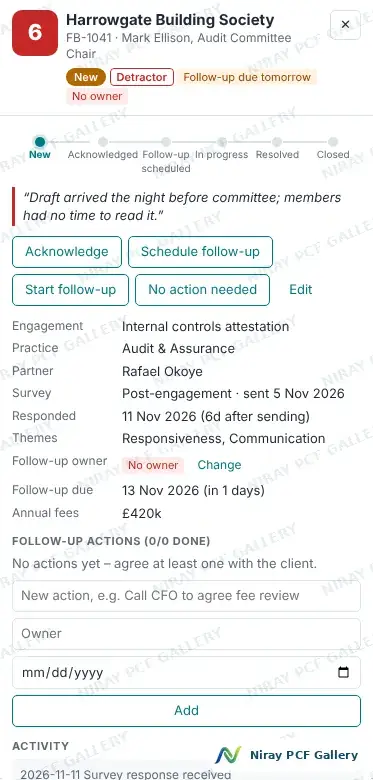 6
Harrowgate Building Society
FB-1041 · Mark Ellison, Audit Committee
Chair
×
New Detractor Follow-up due tomorrow
No owner
New Acknowledged Follow-up scheduled In progress Resolved Closed
“Draft arrived the night before committee; members
had no time to read it.”
Acknowledge Schedule follow-up
Start follow-up No action needed Edit
Engagement Internal controls attestation
Practice Audit & Assurance
Partner Rafael Okoye
Survey Post-engagement · sent 5 Nov 2026
Responded 11 Nov 2026 (6d after sending)
Themes Responsiveness, Communication
Follow-up owner No owner Change
Follow-up due 13 Nov 2026 (in 1 days)
Annual fees £420k
FOLLOW-UP ACTIONS (0/0 DONE)
No actions yet – agree at least one with the client.
New action, e.g. Call CFO to agree fee review
Owner
mm/dd/yyyy
Add
ACTIVITY
2026-11-11 Survey response received
Niray PCF Gallery